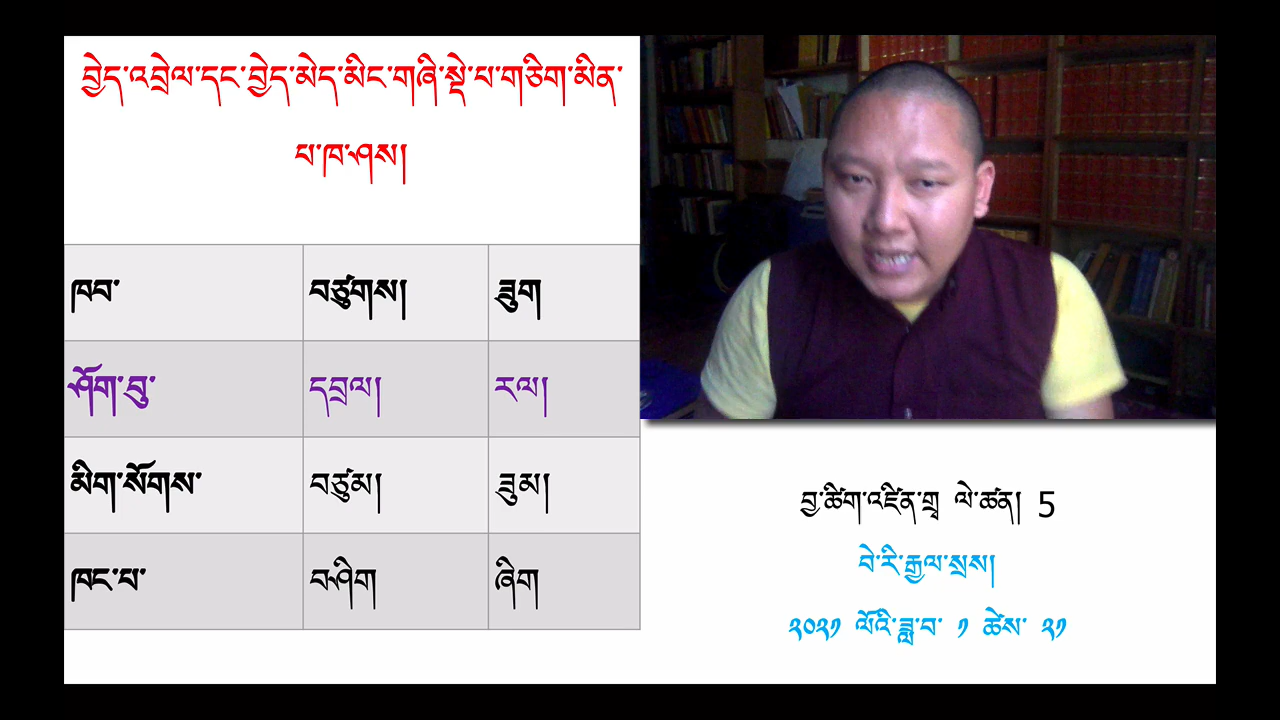 བྱེད་འབྲེལ་དང་བྱེད་མེད་མིང་གཞི་སྡེ་པ་གཅིག་མིན་
པ་ཁ་ཤས།
ཁབ་ བཙུགས། ཟུག
ཤོག་བུ་ དབྲལ། རལ།
མིག་སོགས་ བཙུམ། ཟུམ།
ཁང་པ་ བཤིག ཞིག
བྱ་ཚིག་འཛིན་གྲྭ ལེ་ཚན། 5
བེ་རི་རྒྱལ་སྲས།
༢༠༢༡ ལོའི་ཟླ་བ་ ༡ ཚེས་ ༢༡